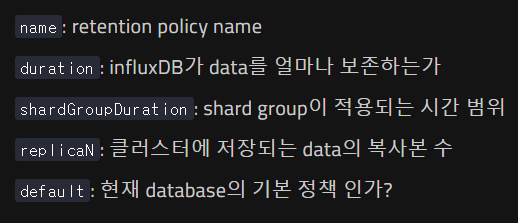 name: retention policy name
duration: influxDB가 data를 얼마나 보존하는가
shardGroupDuration: shard group이 적용되는 시간 범위
replicaN: 클러스터에 저장되는 data의 복사본 수
default: 현재 database의 기본 정책 인가?